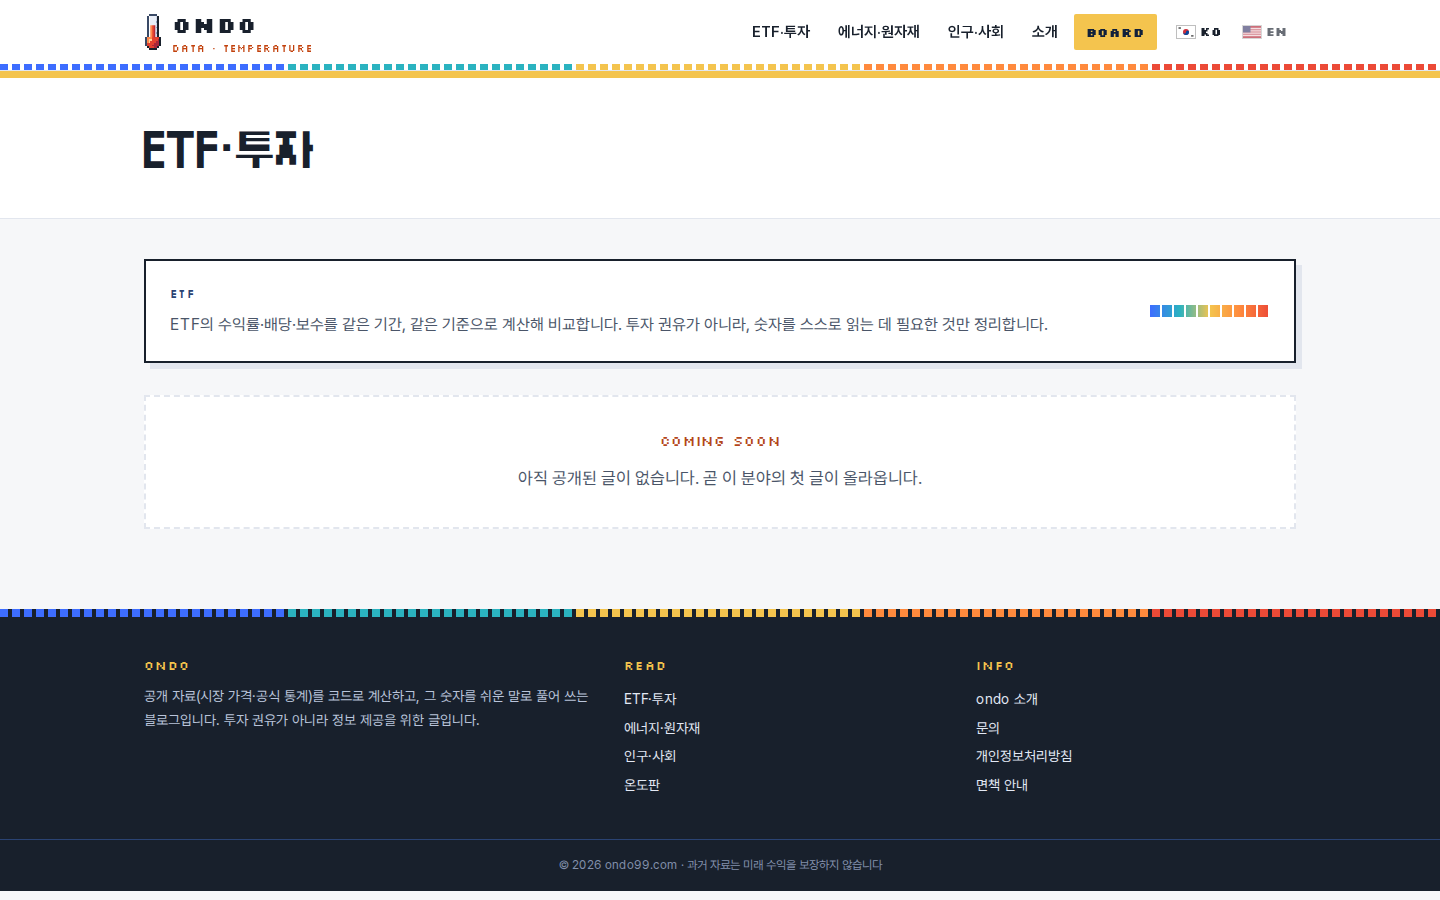 ONDO
DATA · TEMPERATURE
ETF·투자
에너지·원자재
인구·사회
소개
BOARD
KO
EN
ETF·투자
ETF
ETF의 수익률·배당·보수를 같은 기간, 같은 기준으로 계산해 비교합니다. 투자 권유가 아니라, 숫자를 스스로 읽는 데 필요한 것만 정리합니다.
COMING SOON
아직 공개된 글이 없습니다. 곧 이 분야의 첫 글이 올라옵니다.
ONDO
공개 자료(시장 가격·공식 통계)를 코드로 계산하고, 그 숫자를 쉬운 말로 풀어 쓰는
블로그입니다. 투자 권유가 아니라 정보 제공을 위한 글입니다.
READ
ETF·투자
에너지·원자재
인구·사회
온도판
INFO
ondo 소개
문의
개인정보처리방침
면책 안내
© 2026 ondo99.com · 과거 자료는 미래 수익을 보장하지 않습니다